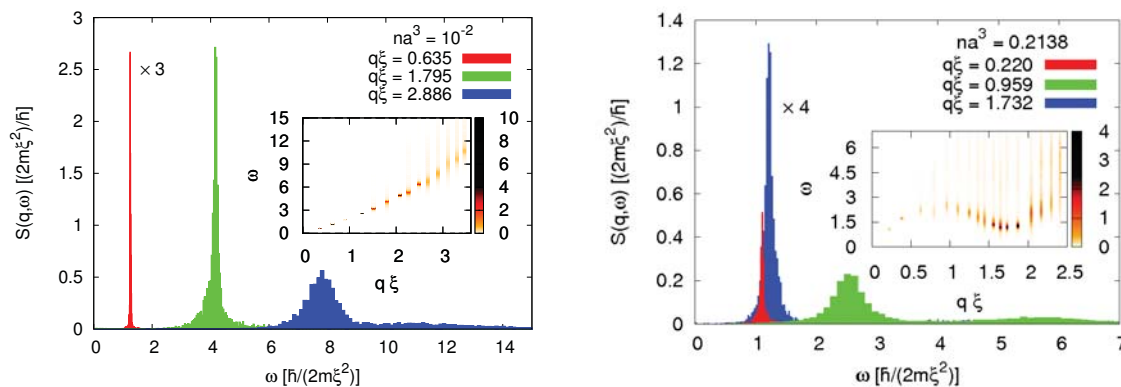 na³ = 10⁻²
qξ = 0.635
qξ = 1.795
qξ = 2.886
× 3
S(q,ω) [(2mξ²)/ħ]
3
2.5
2
1.5
1
0.5
0
0 2 4 6 8 10 12 14
ω [ħ/(2mξ²)]
15
12
9
6
3
0
ω
0 1 2 3
q ξ
10
8
6
4
2
0
na³ = 0.2138
qξ = 0.220
qξ = 0.959
qξ = 1.732
× 4
S(q,ω) [(2mξ²)/ħ]
1.4
1.2
1
0.8
0.6
0.4
0.2
0
0 1 2 3 4 5 6 7
ω [ħ/(2mξ²)]
6
4.5
3
1.5
0
ω
0 0.5 1 1.5 2 2.5
q ξ
4
3
2
1
0